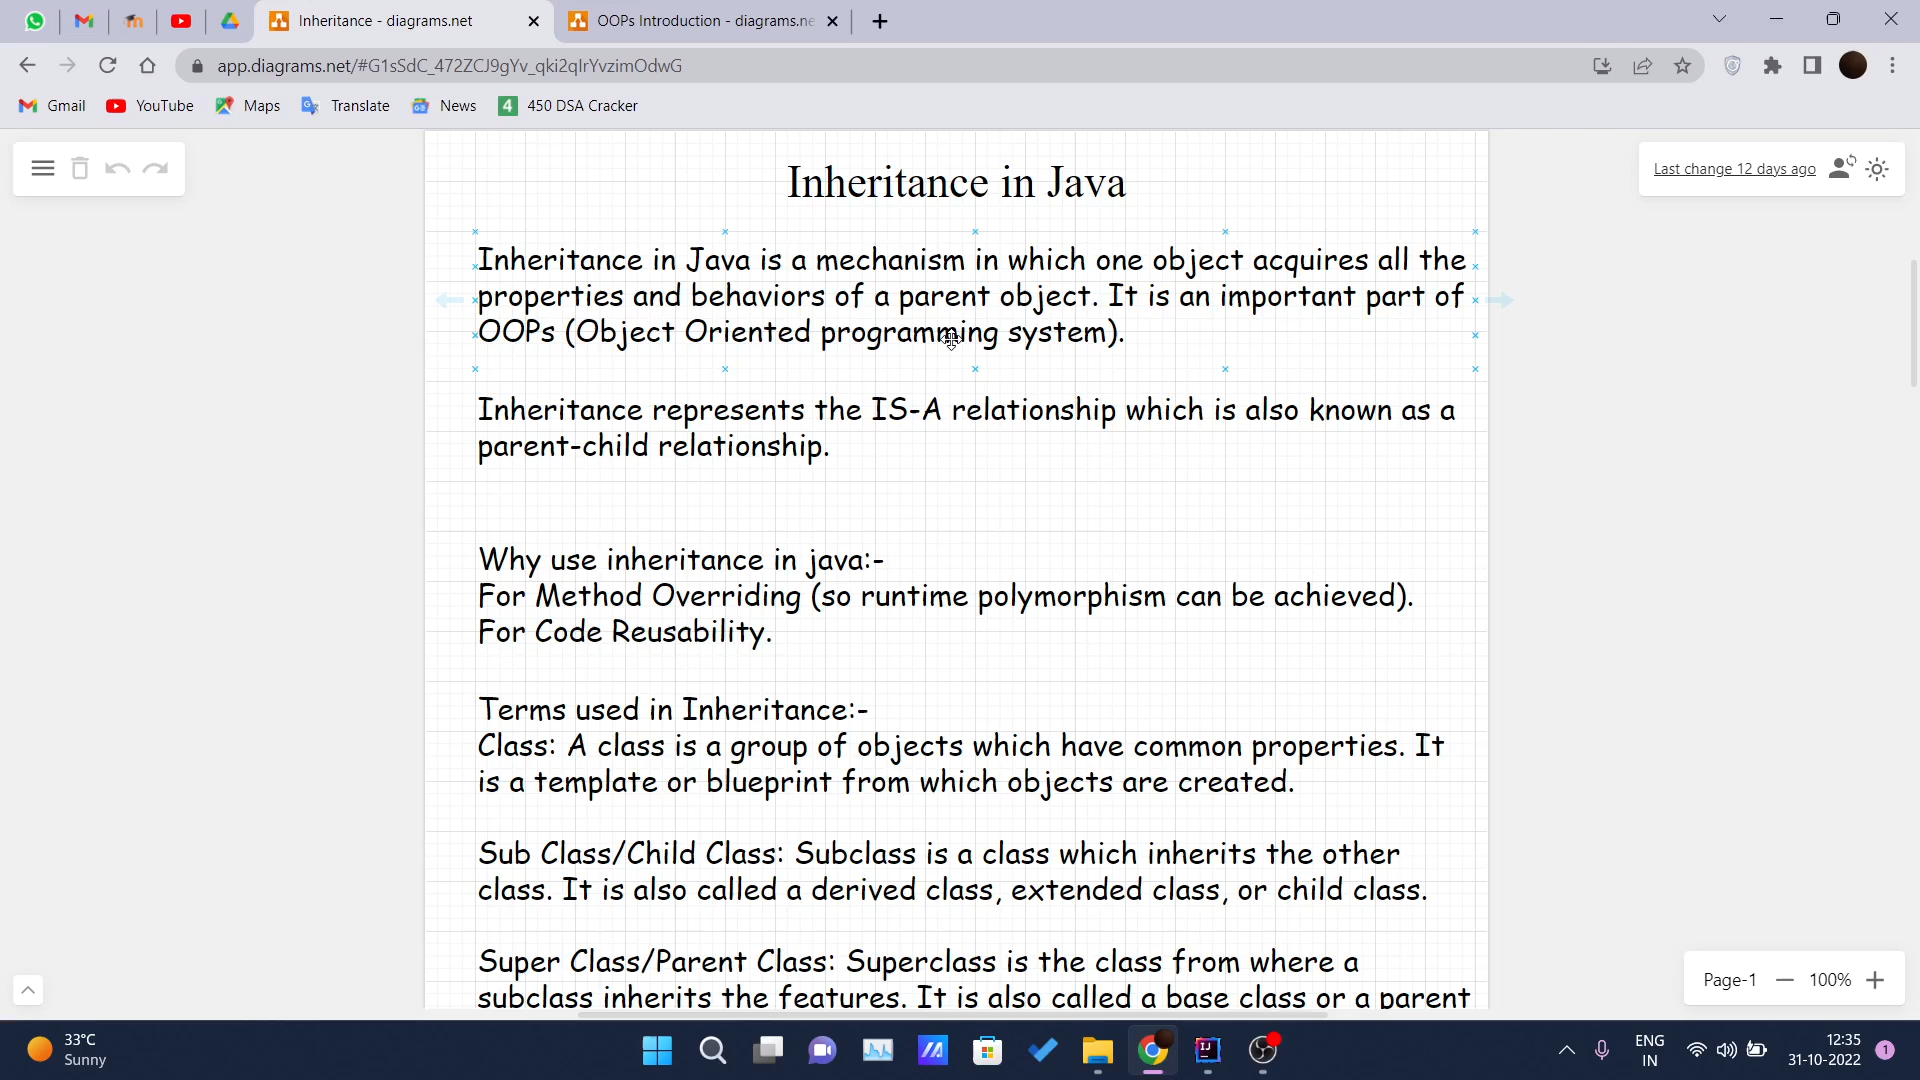 Inheritance - diagrams.net
OOPs Introduction - diagrams.ne
app.diagrams.net/#G1sSdC_472ZCJ9gYv_qki2qlrYvzimOdwG
Gmail YouTube Maps Translate News 4 450 DSA Cracker
Last change 12 days ago
Inheritance in Java
Inheritance in Java is a mechanism in which one object acquires all the
properties and behaviors of a parent object. It is an important part of
OOPs (Object Oriented programming system).
Inheritance represents the IS-A relationship which is also known as a
parent-child relationship.
Why use inheritance in java:-
For Method Overriding (so runtime polymorphism can be achieved).
For Code Reusability.
Terms used in Inheritance:-
Class: A class is a group of objects which have common properties. It
is a template or blueprint from which objects are created.
Sub Class/Child Class: Subclass is a class which inherits the other
class. It is also called a derived class, extended class, or child class.
Super Class/Parent Class: Superclass is the class from where a
subclass inherits the features. It is also called a base class or a parent
Page-1 100%
33°C
Sunny
IJ
ENG
IN
12:35
31-10-2022
1